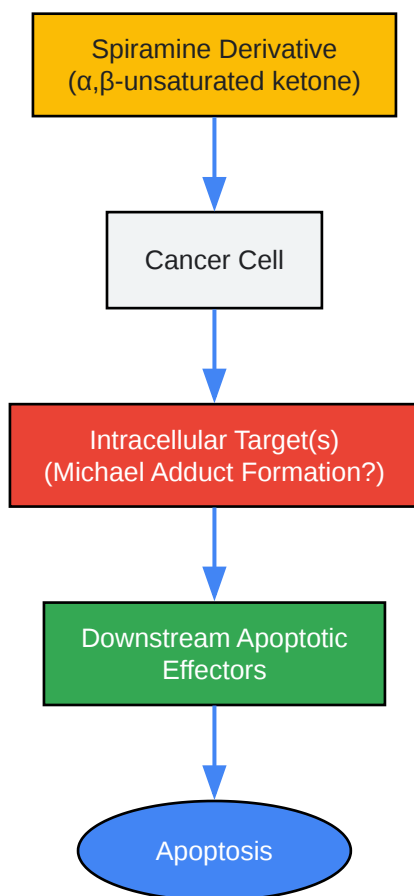 Spiramine Derivative
(α,β-unsaturated ketone)
Cancer Cell
Intracellular Target(s)
(Michael Adduct Formation?)
Downstream Apoptotic
Effectors
Apoptosis